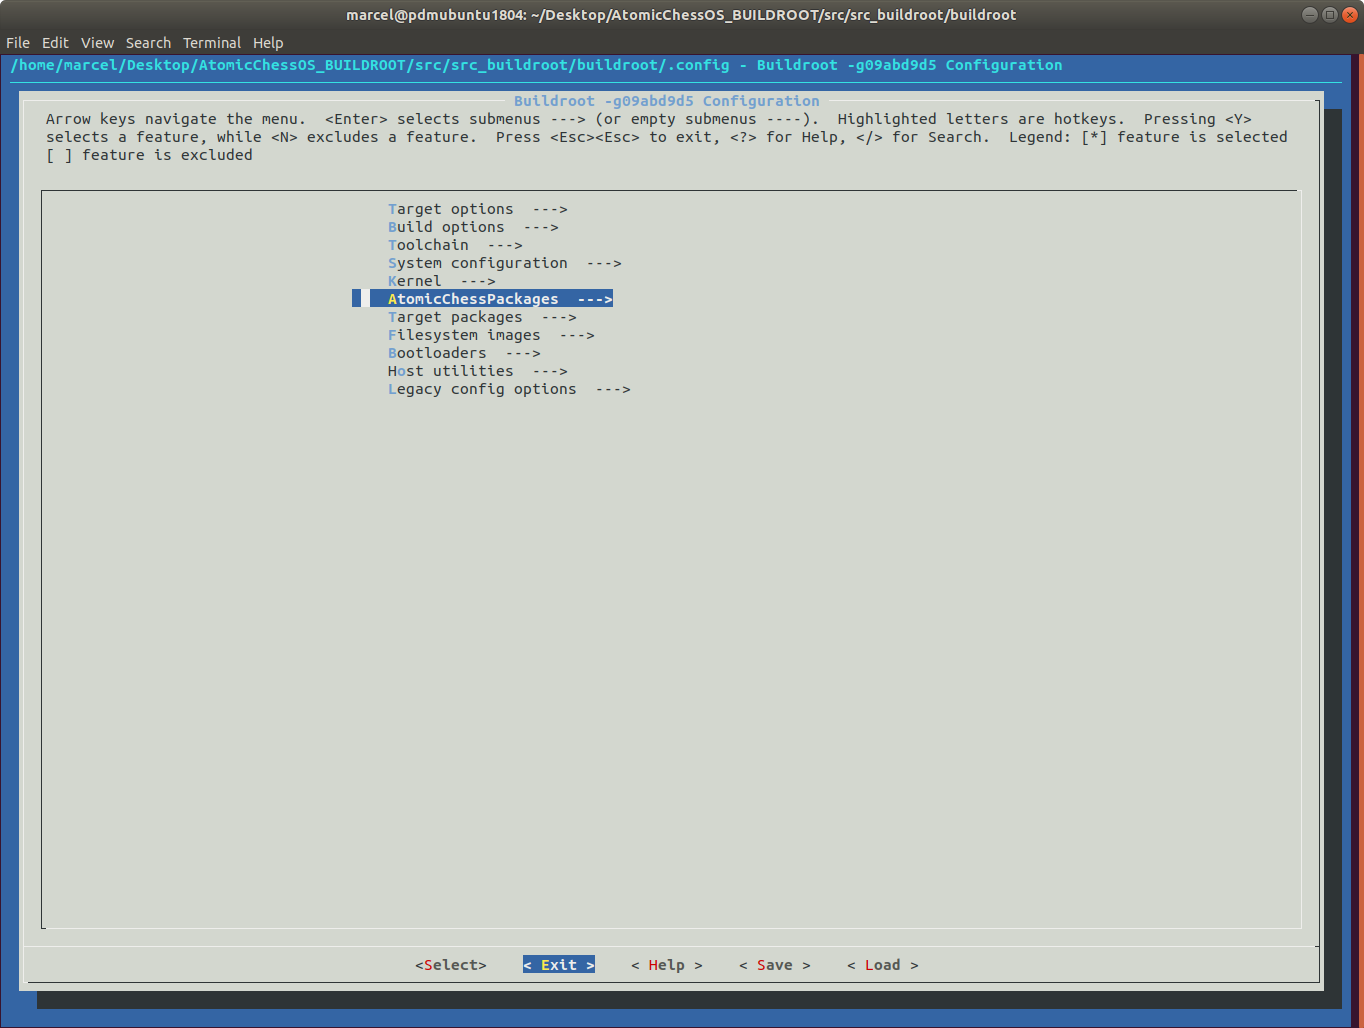 marcel@pdmubuntu1804: ~/Desktop/AtomicChessOS_BUILDROOT/src/src_buildroot/buildroot
File Edit View Search Terminal Help
/home/marcel/Desktop/AtomicChessOS_BUILDROOT/src/src_buildroot/buildroot/.config - Buildroot -g09abd9d5 Configuration
Buildroot -g09abd9d5 Configuration
Arrow keys navigate the menu.  <Enter> selects submenus ---> (or empty submenus ----).  Highlighted letters are hotkeys.  Pressing <Y>
selects a feature, while <N> excludes a feature.  Press <Esc><Esc> to exit, <?> for Help, </> for Search.  Legend: [*] feature is selected
[ ] feature is excluded
Target options  --->
Build options  --->
Toolchain  --->
System configuration  --->
Kernel  --->
AtomicChessPackages  --->
Target packages  --->
Filesystem images  --->
Bootloaders  --->
Host utilities  --->
Legacy config options  --->
<Select>    < Exit >    < Help >    < Save >    < Load >